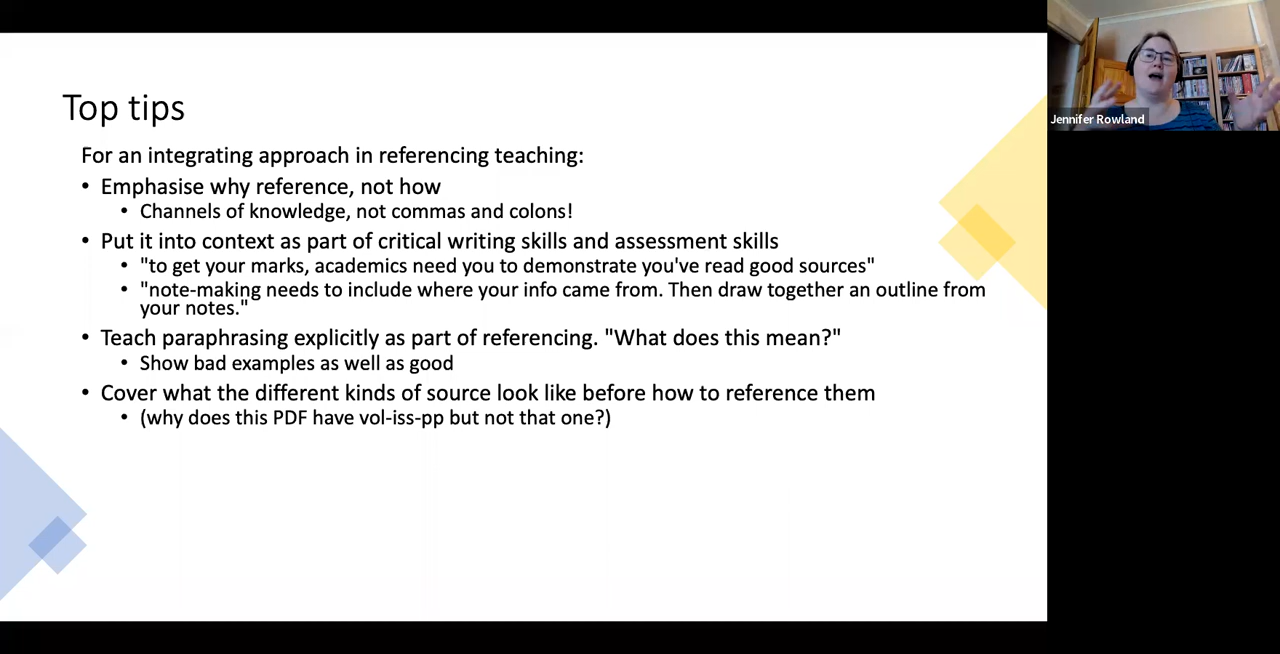 Top tips
For an integrating approach in referencing teaching:
• Emphasise why reference, not how
• Channels of knowledge, not commas and colons!
• Put it into context as part of critical writing skills and assessment skills
• "to get your marks, academics need you to demonstrate you've read good sources"
• "note-making needs to include where your info came from. Then draw together an outline from
your notes."
• Teach paraphrasing explicitly as part of referencing. "What does this mean?"
• Show bad examples as well as good
• Cover what the different kinds of source look like before how to reference them
• (why does this PDF have vol-iss-pp but not that one?)
Jennifer Rowland